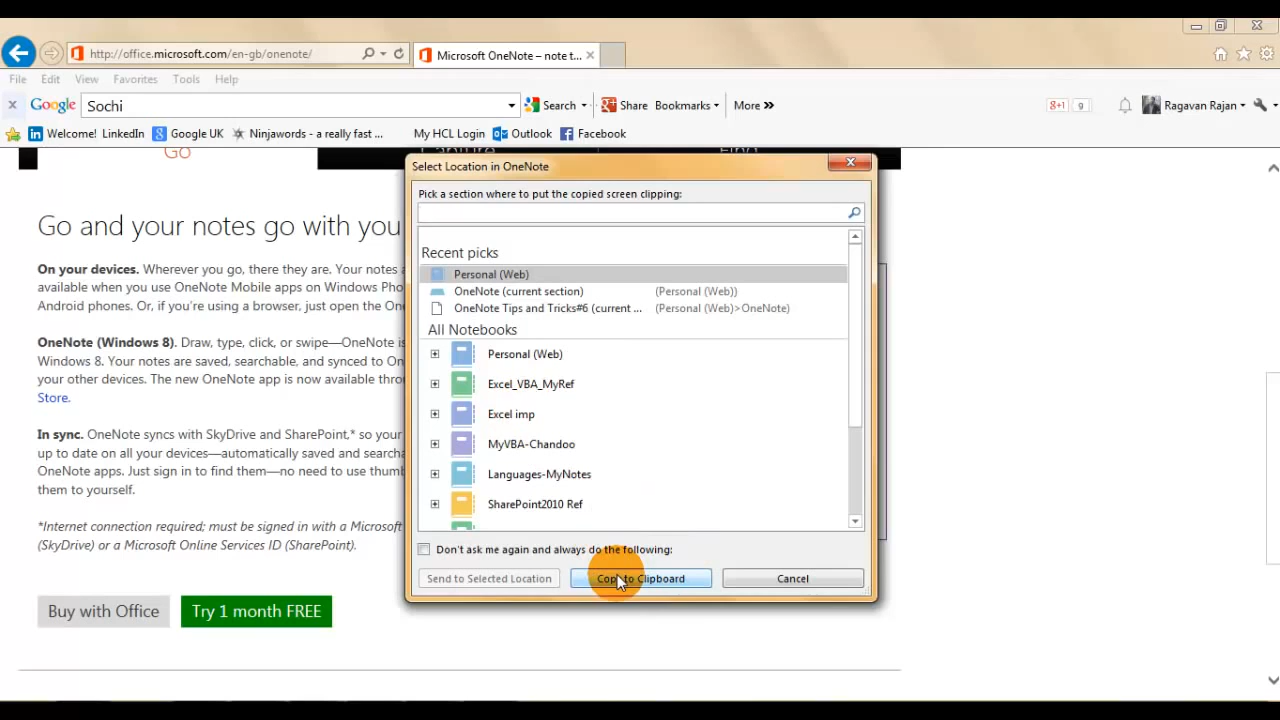 http://office.microsoft.com/en-gb/onenote/
Microsoft OneNote – note t...
File Edit View Favorites Tools Help
Google Sochi Search Share Bookmarks More »
g+1 9 Ragavan Rajan
Welcome! LinkedIn Google UK Ninjawords - a really fast ... My HCL Login Outlook Facebook
Go
Go and your notes go with you
On your devices. Wherever you go, there they are. Your notes a
available when you use OneNote Mobile apps on Windows Pho
Android phones. Or, if you're using a browser, just open the On
OneNote (Windows 8). Draw, type, click, or swipe—OneNote is
Windows 8. Your notes are saved, searchable, and synced to On
your other devices. The new OneNote app is now available thro
Store.
In sync. OneNote syncs with SkyDrive and SharePoint,* so your
up to date on all your devices—automatically saved and searcha
OneNote apps. Just sign in to find them—no need to use thumb
them to yourself.
*Internet connection required; must be signed in with a Microsoft
(SkyDrive) or a Microsoft Online Services ID (SharePoint).
Buy with Office Try 1 month FREE
Select Location in OneNote
Pick a section where to put the copied screen clipping:
Recent picks
Personal (Web)
OneNote (current section) (Personal (Web))
OneNote Tips and Tricks#6 (current ... (Personal (Web)>OneNote)
All Notebooks
Personal (Web)
Excel_VBA_MyRef
Excel imp
MyVBA-Chandoo
Languages-MyNotes
SharePoint2010 Ref
Don't ask me again and always do the following:
Send to Selected Location Copy to Clipboard Cancel